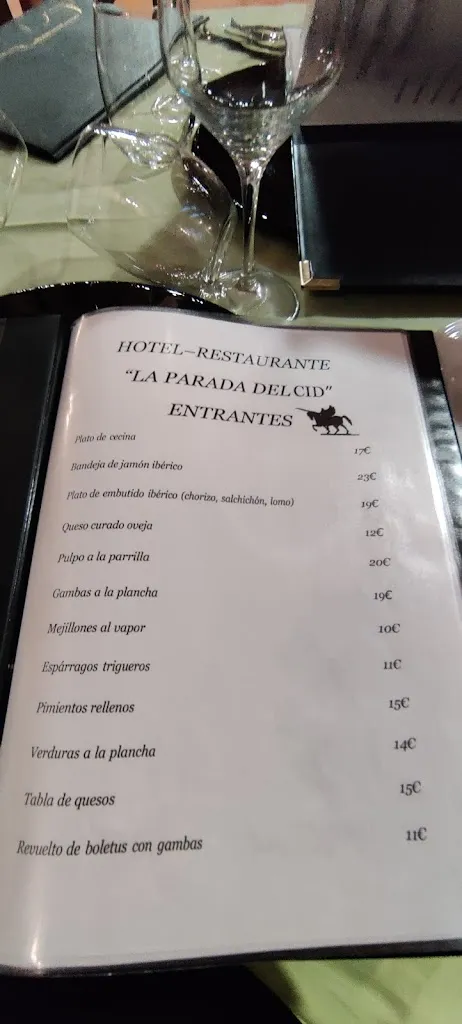 HOTEL-RESTAURANTE
"LA PARADA DEL CID"
ENTRANTES
Plato de cecina 17€
Bandeja de jamón ibérico 23€
Plato de embutido ibérico (chorizo, salchichón, lomo) 19€
Queso curado oveja 12€
Pulpo a la parrilla 20€
Gambas a la plancha 19€
Mejillones al vapor 10€
Espárragos trigueros 11€
Pimientos rellenos 15€
Verduras a la plancha 14€
Tabla de quesos 15€
Revuelto de boletus con gambas 11€